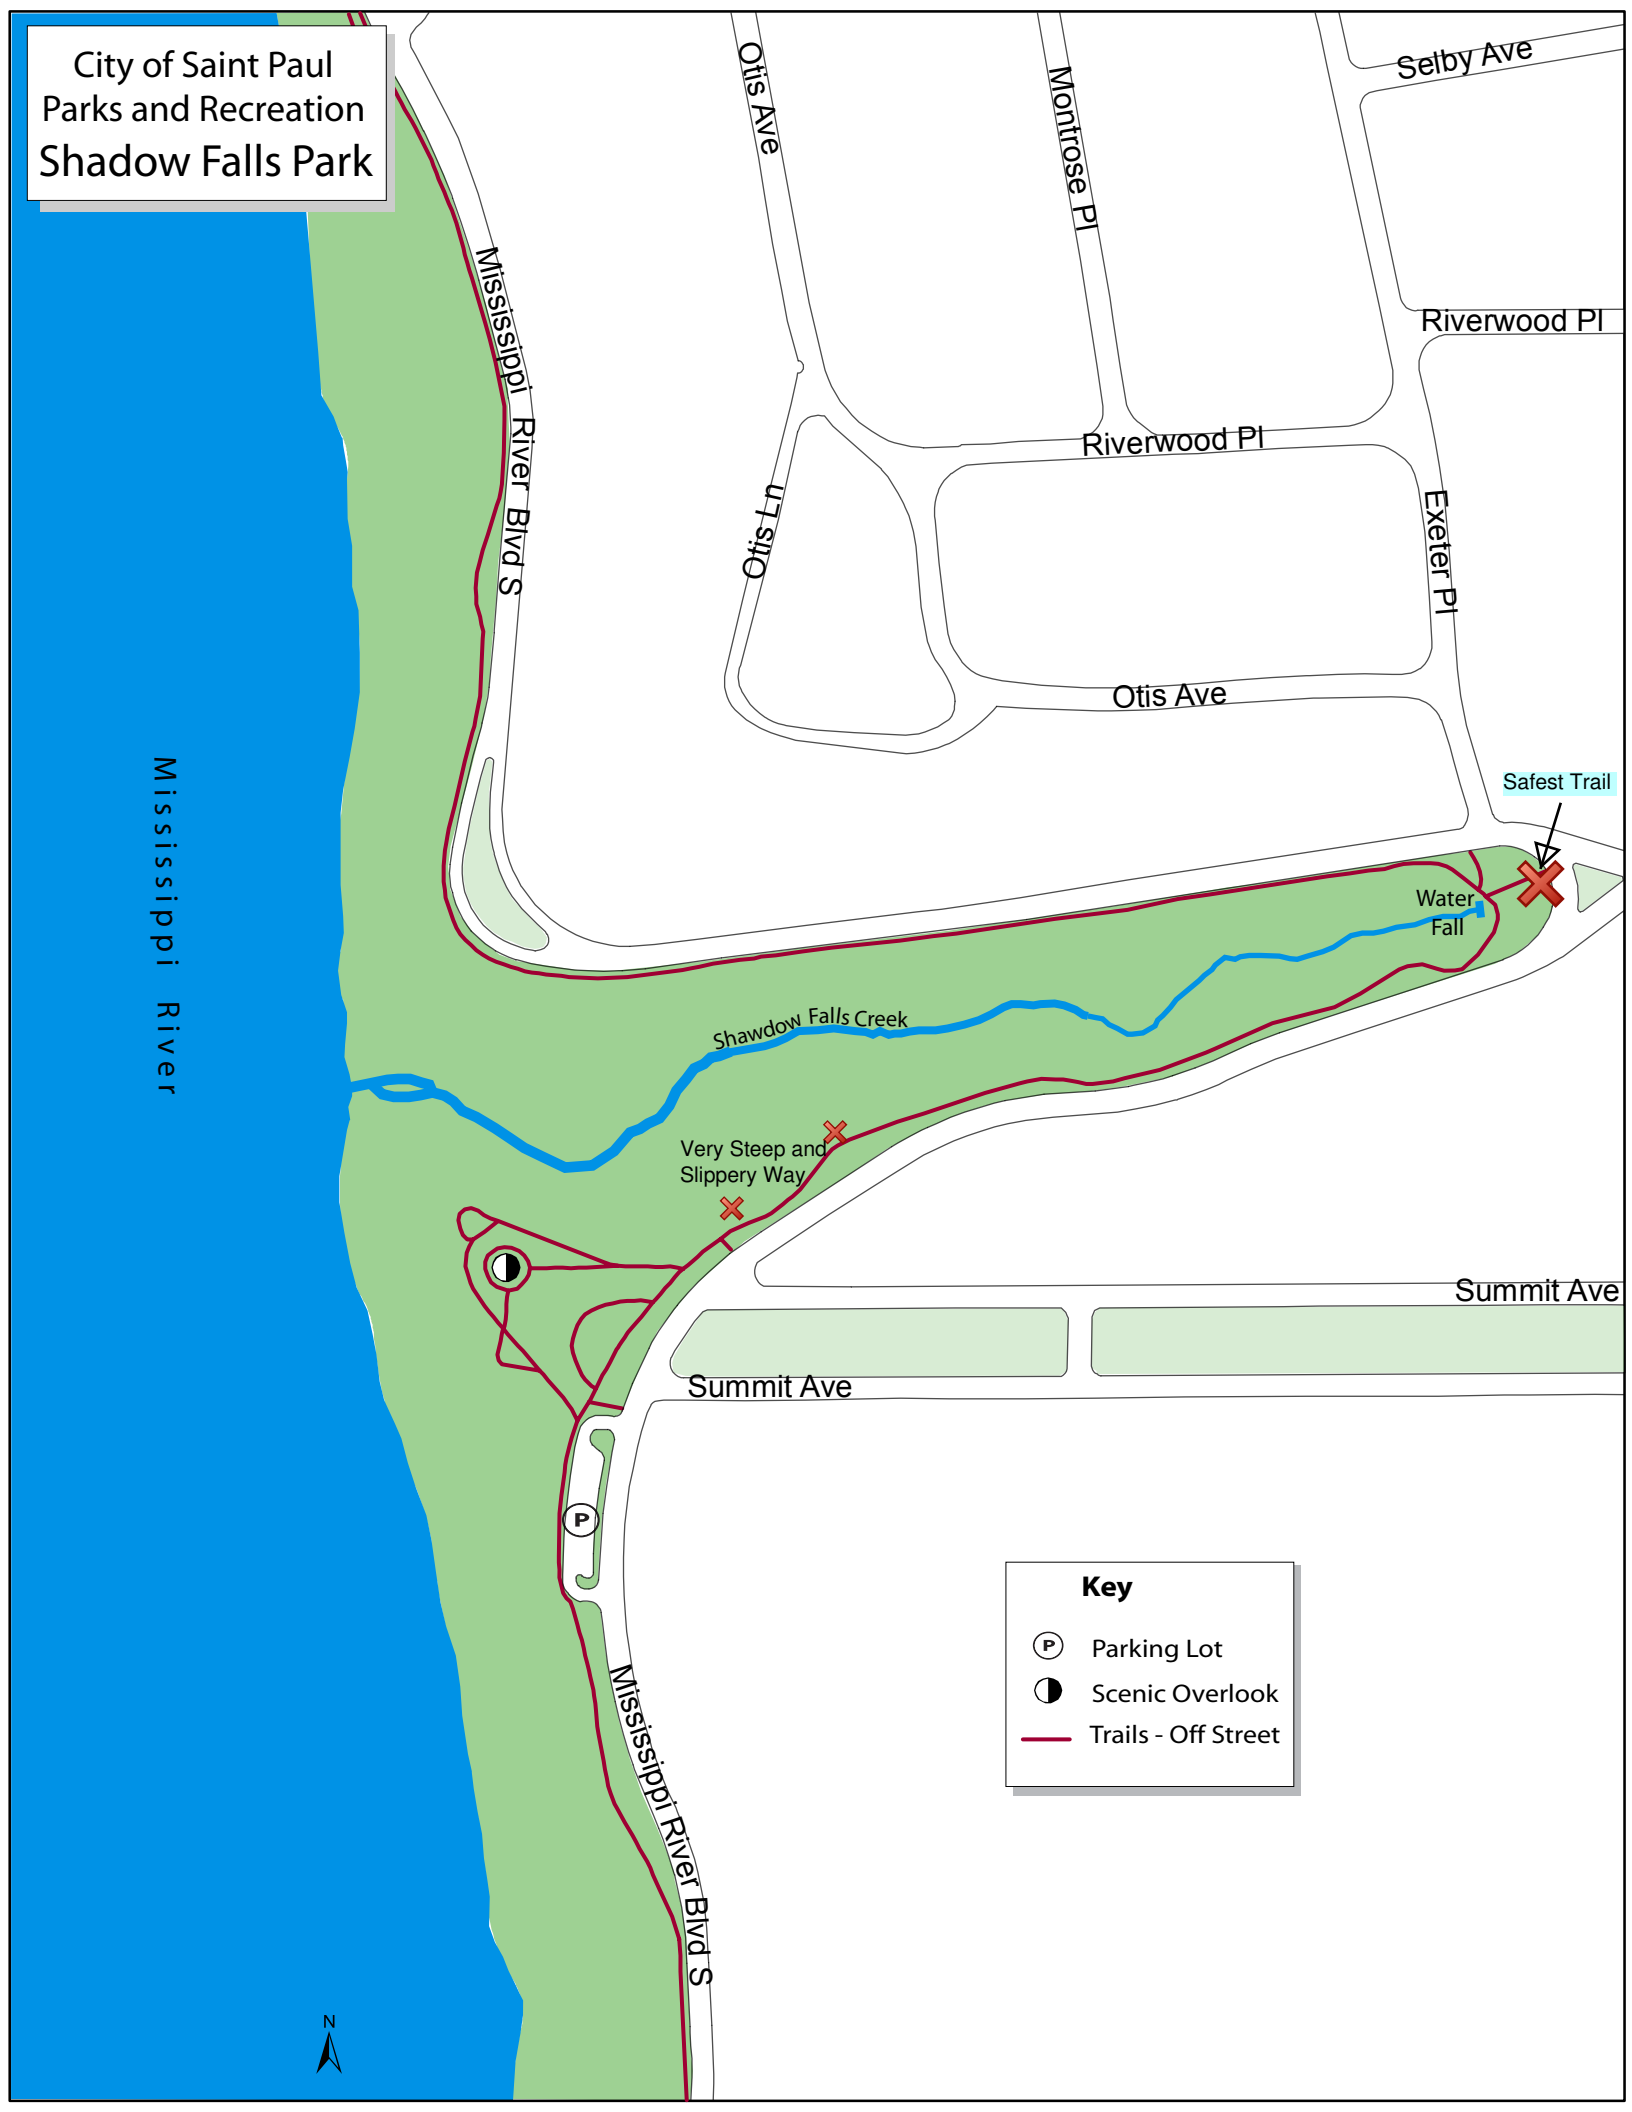 City of Saint Paul
Parks and Recreation
Shadow Falls Park
Otis Ave
Montrose Pl
Selby Ave
Mississippi River Blvd S
Riverwood Pl
Riverwood Pl
Otis Ln
Exeter Pl
Otis Ave
Safest Trail
Mississippi River
Water
Fall
Shawdow Falls Creek
Very Steep and
Slippery Way
Summit Ave
Summit Ave
P
Mississippi River Blvd S
Key
P Parking Lot
Scenic Overlook
Trails - Off Street
N